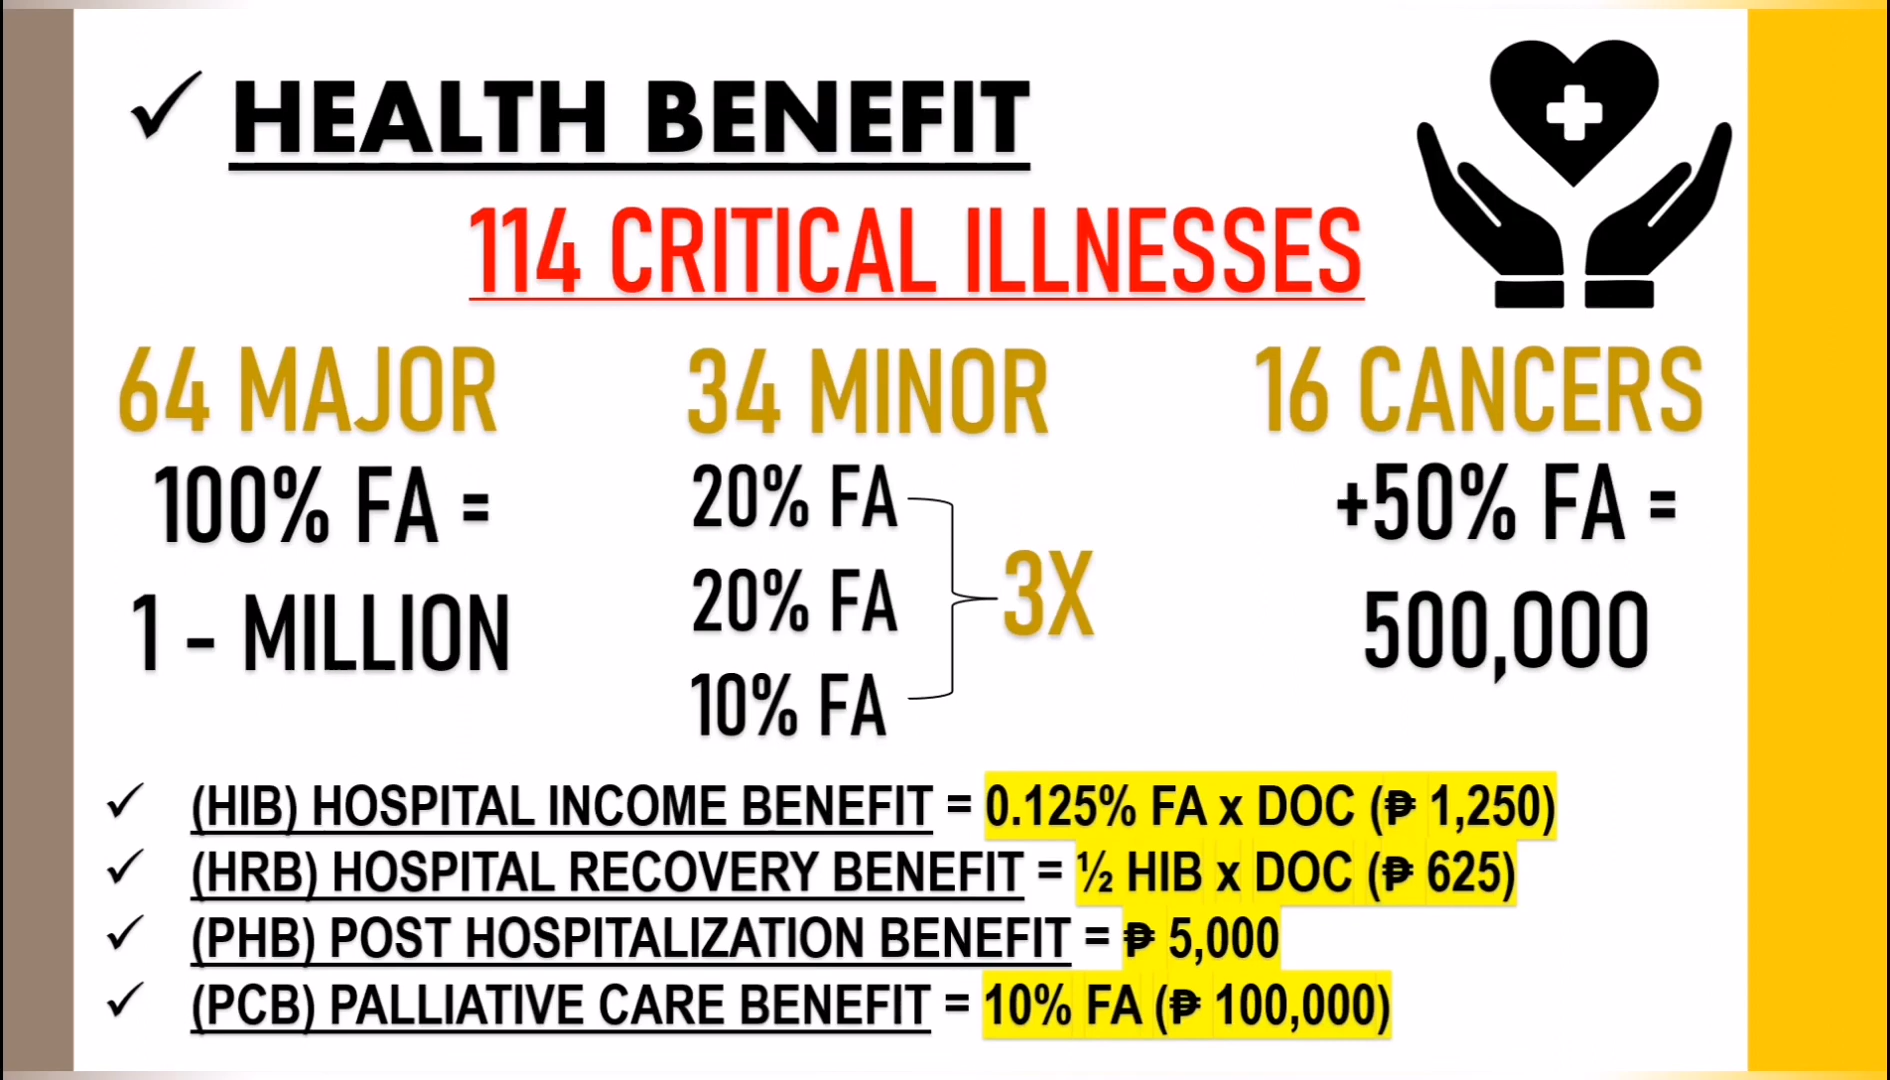 ✓ HEALTH BENEFIT
114 CRITICAL ILLNESSES
64 MAJOR
100% FA =
1 - MILLION
34 MINOR
20% FA
20% FA
10% FA
3X
16 CANCERS
+50% FA =
500,000
✓ (HIB) HOSPITAL INCOME BENEFIT = 0.125% FA x DOC (₱ 1,250)
✓ (HRB) HOSPITAL RECOVERY BENEFIT = ½ HIB x DOC (₱ 625)
✓ (PHB) POST HOSPITALIZATION BENEFIT = ₱ 5,000
✓ (PCB) PALLIATIVE CARE BENEFIT = 10% FA (₱ 100,000)